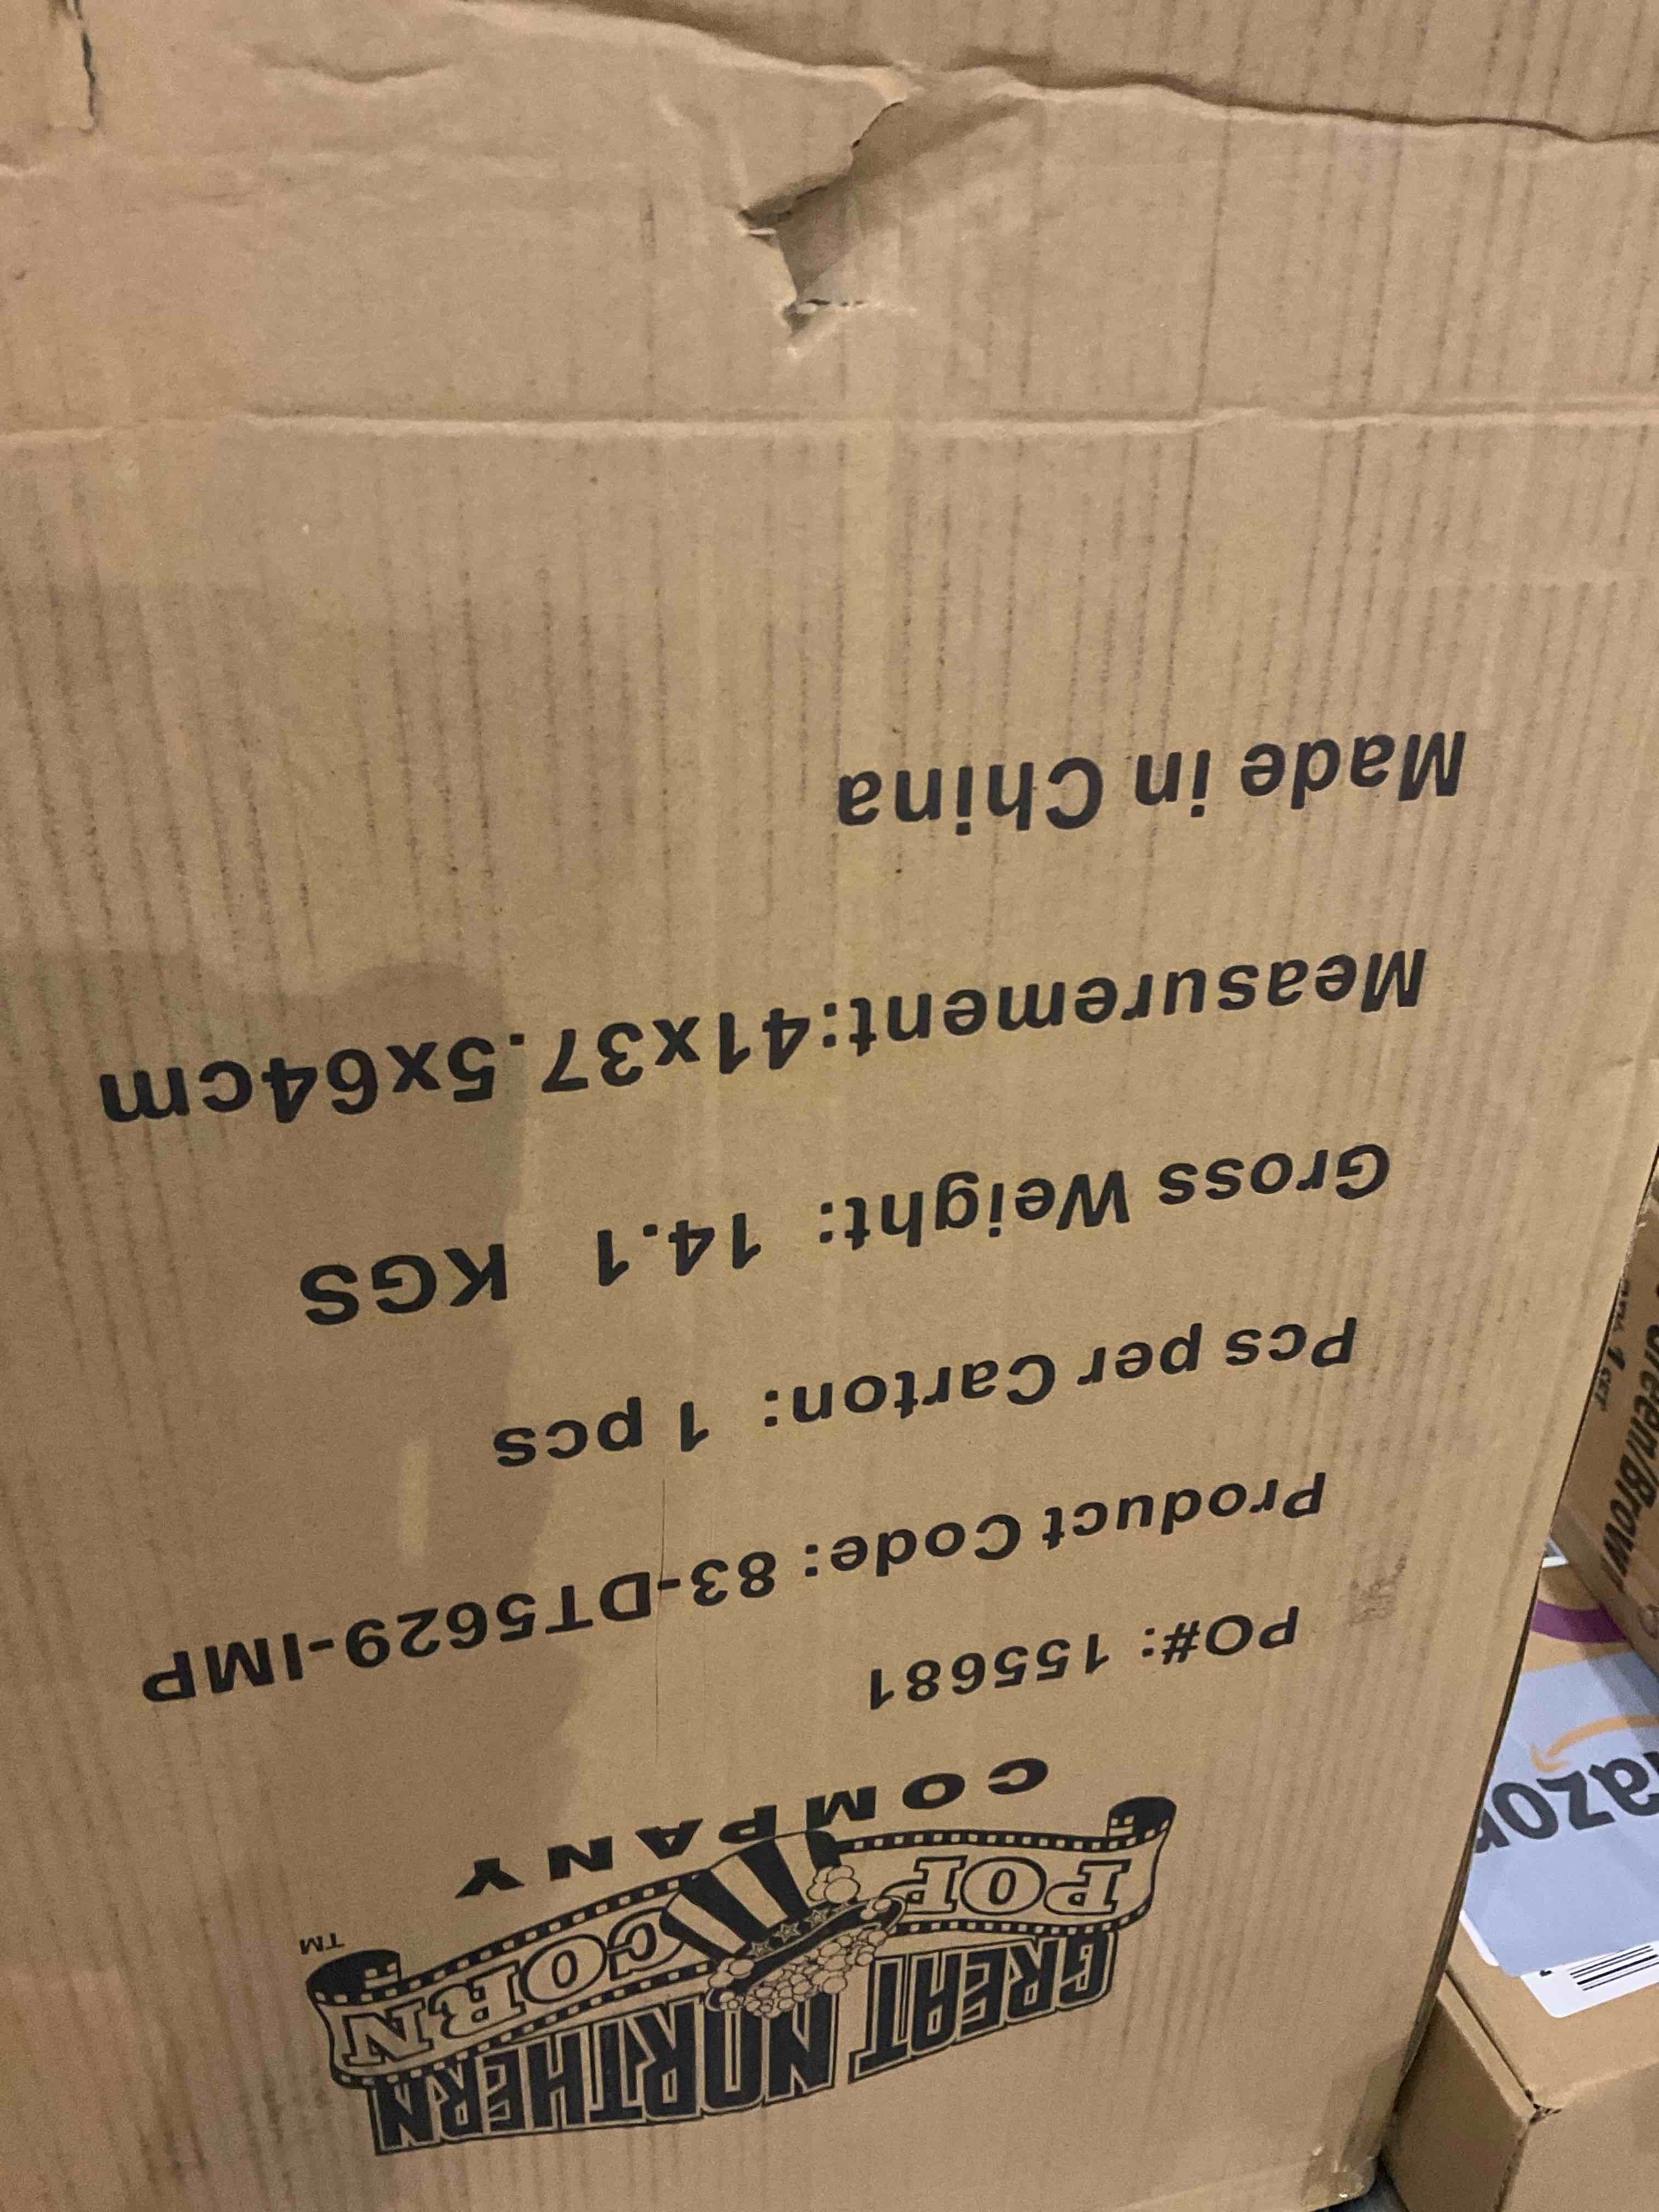 GREAT NORTHERN
POP CORN
TM
COMPANY
PO#: 155681
Product Code: 83-DT5629-IMP
Pcs per Carton: 1 pcs
Gross Weight: 14.1 KGS
Measurement:41x37.5x64cm
Made in China